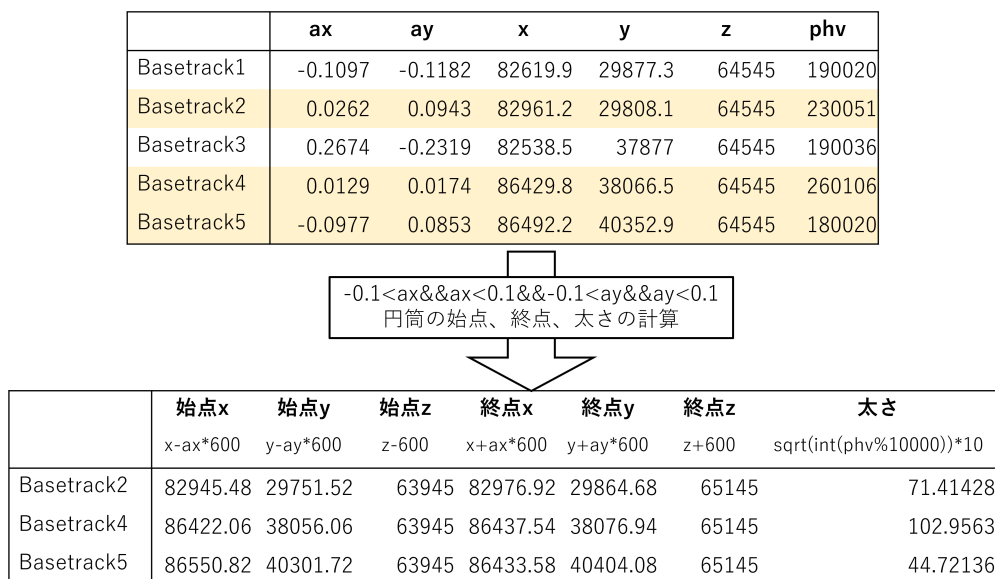 ax ay x y z phv
Basetrack1 -0.1097 -0.1182 82619.9 29877.3 64545 190020
Basetrack2 0.0262 0.0943 82961.2 29808.1 64545 230051
Basetrack3 0.2674 -0.2319 82538.5 37877 64545 190036
Basetrack4 0.0129 0.0174 86429.8 38066.5 64545 260106
Basetrack5 -0.0977 0.0853 86492.2 40352.9 64545 180020
-0.1<ax&&ax<0.1&&-0.1<ay&&ay<0.1
円筒の始点、終点、太さの計算
始点x 始点y 始点z 終点x 終点y 終点z 太さ
x-ax*600 y-ay*600 z-600 x+ax*600 y+ay*600 z+600 sqrt(int(phv%10000))*10
Basetrack2 82945.48 29751.52 63945 82976.92 29864.68 65145 71.41428
Basetrack4 86422.06 38056.06 63945 86437.54 38076.94 65145 102.9563
Basetrack5 86550.82 40301.72 63945 86433.58 40404.08 65145 44.72136